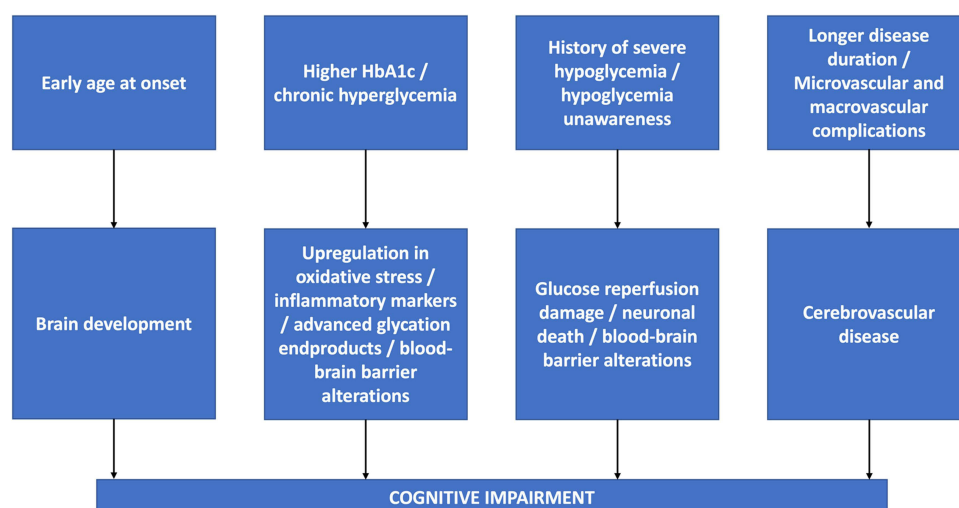 Early age at onset
Higher HbA1c /
chronic hyperglycemia
History of severe
hypoglycemia /
hypoglycemia
unawareness
Longer disease
duration /
Microvascular and
macrovascular
complications
Brain development
Upregulation in
oxidative stress /
inflammatory markers
/ advanced glycation
endproducts / blood-
brain barrier
alterations
Glucose reperfusion
damage / neuronal
death / blood-brain
barrier alterations
Cerebrovascular
disease
COGNITIVE IMPAIRMENT